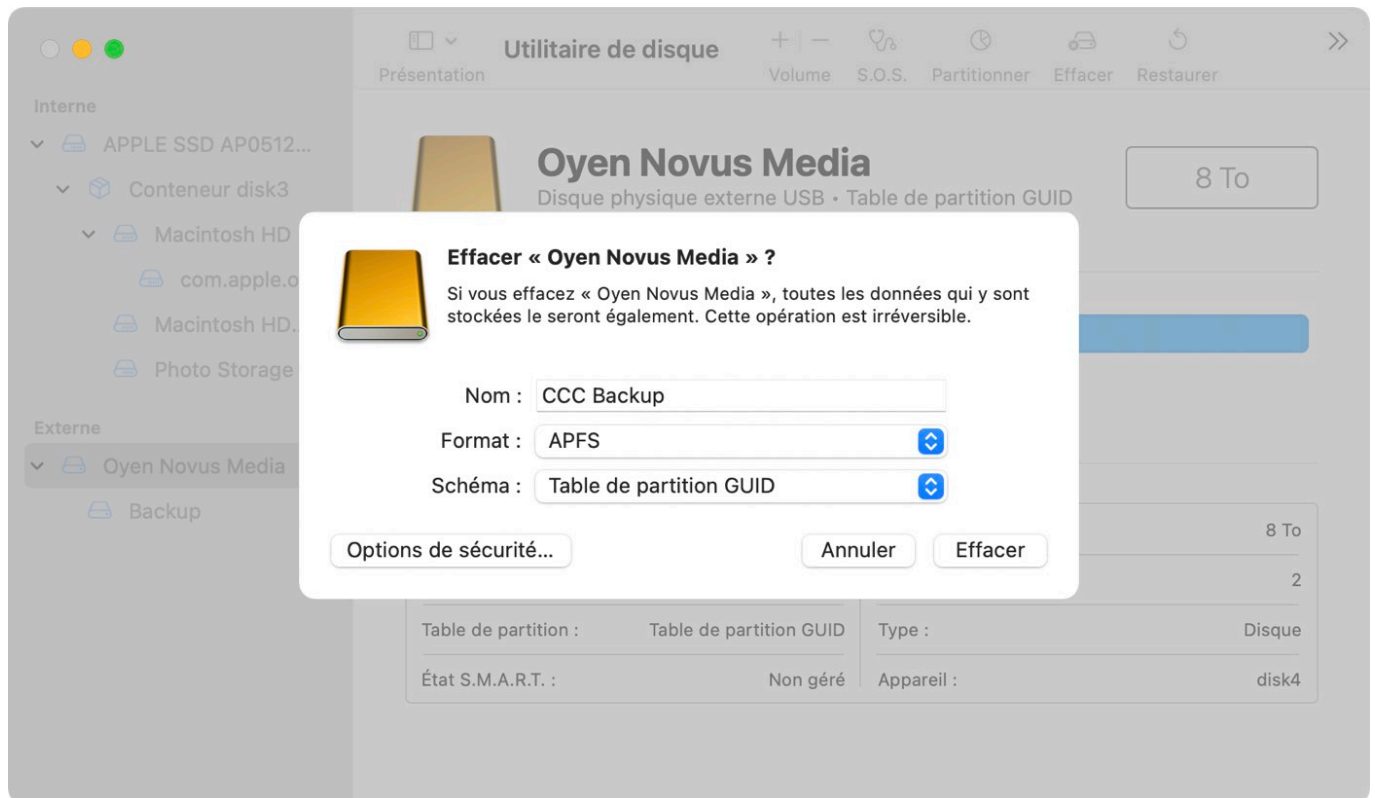 Utilitaire de disque
Présentation
Volume
S.O.S.
Partitionner
Effacer
Restaurer
Interne
APPLE SSD AP0512...
Conteneur disk3
Macintosh HD
com.apple.o
Macintosh HD.
Photo Storage
Externe
Oyen Novus Media
Backup
Oyen Novus Media
Disque physique externe USB • Table de partition GUID
8 To
Effacer « Oyen Novus Media » ?
Si vous effacez « Oyen Novus Media », toutes les données qui y sont
stockées le seront également. Cette opération est irréversible.
Nom : CCC Backup
Format : APFS
Schéma : Table de partition GUID
Options de sécurité...
Annuler
Effacer
8 To
2
Table de partition : Table de partition GUID
Type : Disque
État S.M.A.R.T. : Non géré
Appareil : disk4